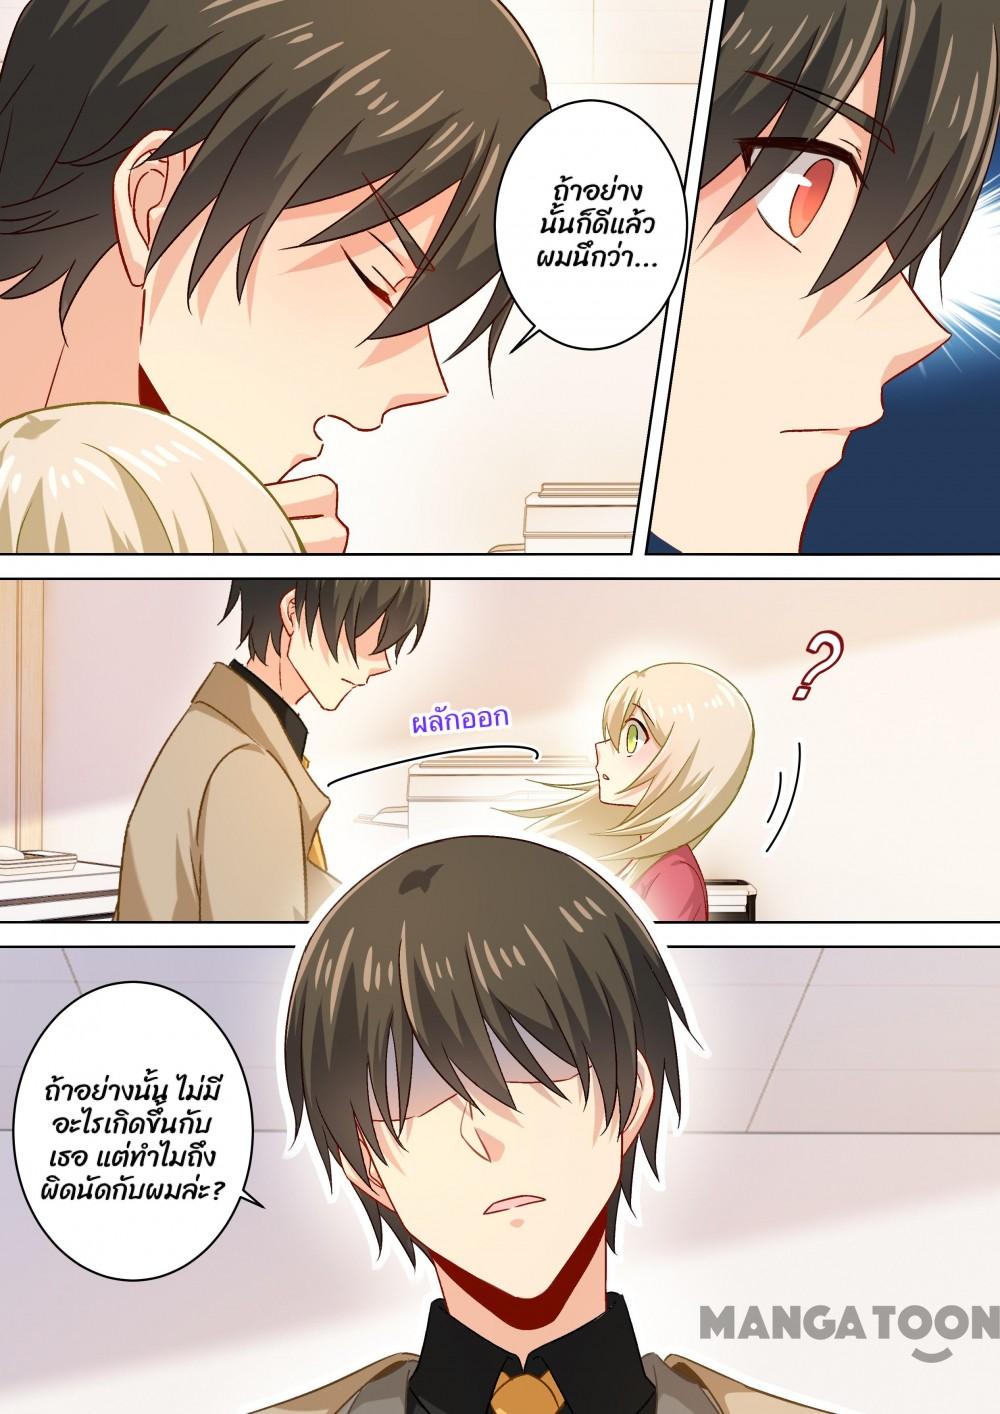 ถ้าอย่าง
นั้นก็ดีแล้ว
ผมนึกว่า...
?
ผลักออก
ถ้าอย่างนั้น ไม่มี
อะไรเกิดขึ้นกับ
เธอ แต่ทำไมถึง
ผิดนัดกับผมล่ะ?
MANGATOON